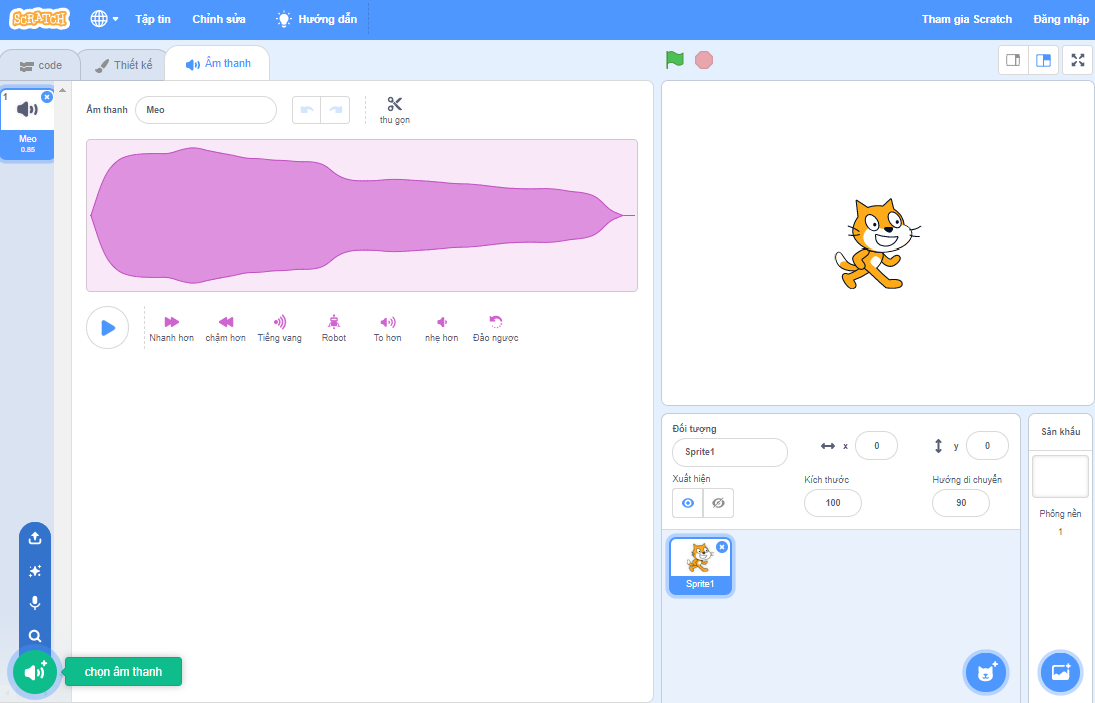 SCRATCH Tập tin Chỉnh sửa Hướng dẫn Tham gia Scratch Đăng nhập
code Thiết kế Âm thanh
1
Meo
0.85
Âm thanh Meo thu gọn
Nhanh hơn chậm hơn Tiếng vang Robot To hơn nhẹ hơn Đảo ngược
chọn âm thanh
Đối tượng
Sprite1 x 0 y 0
Xuất hiện Kích thước Hướng di chuyển
100 90
Sprite1
Sân khấu
Phông nền
1